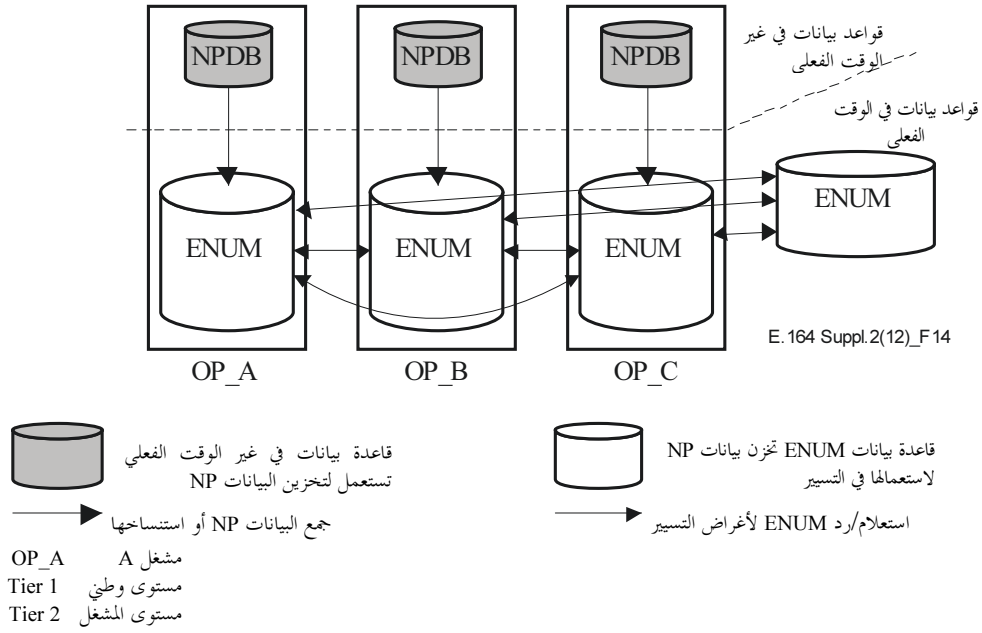 NPDB
NPDB
NPDB
قواعد بيانات في غير
الوقت الفعلى
قواعد بيانات في الوقت
الفعلى
ENUM
ENUM
ENUM
ENUM
E.164 Suppl.2(12)_F14
OP_A
OP_B
OP_C
قاعدة بيانات ENUM تخزن بيانات NP
لاستعمالها في التسيير
استعلام/رد ENUM لأغراض التسيير
قاعدة بيانات في غير الوقت الفعلي
تستعمل لتخزين البيانات NP
جمع البيانات NP أو استنساخها
OP_A مشغل A
Tier 1 مستوى وطني
Tier 2 مستوى المشغل